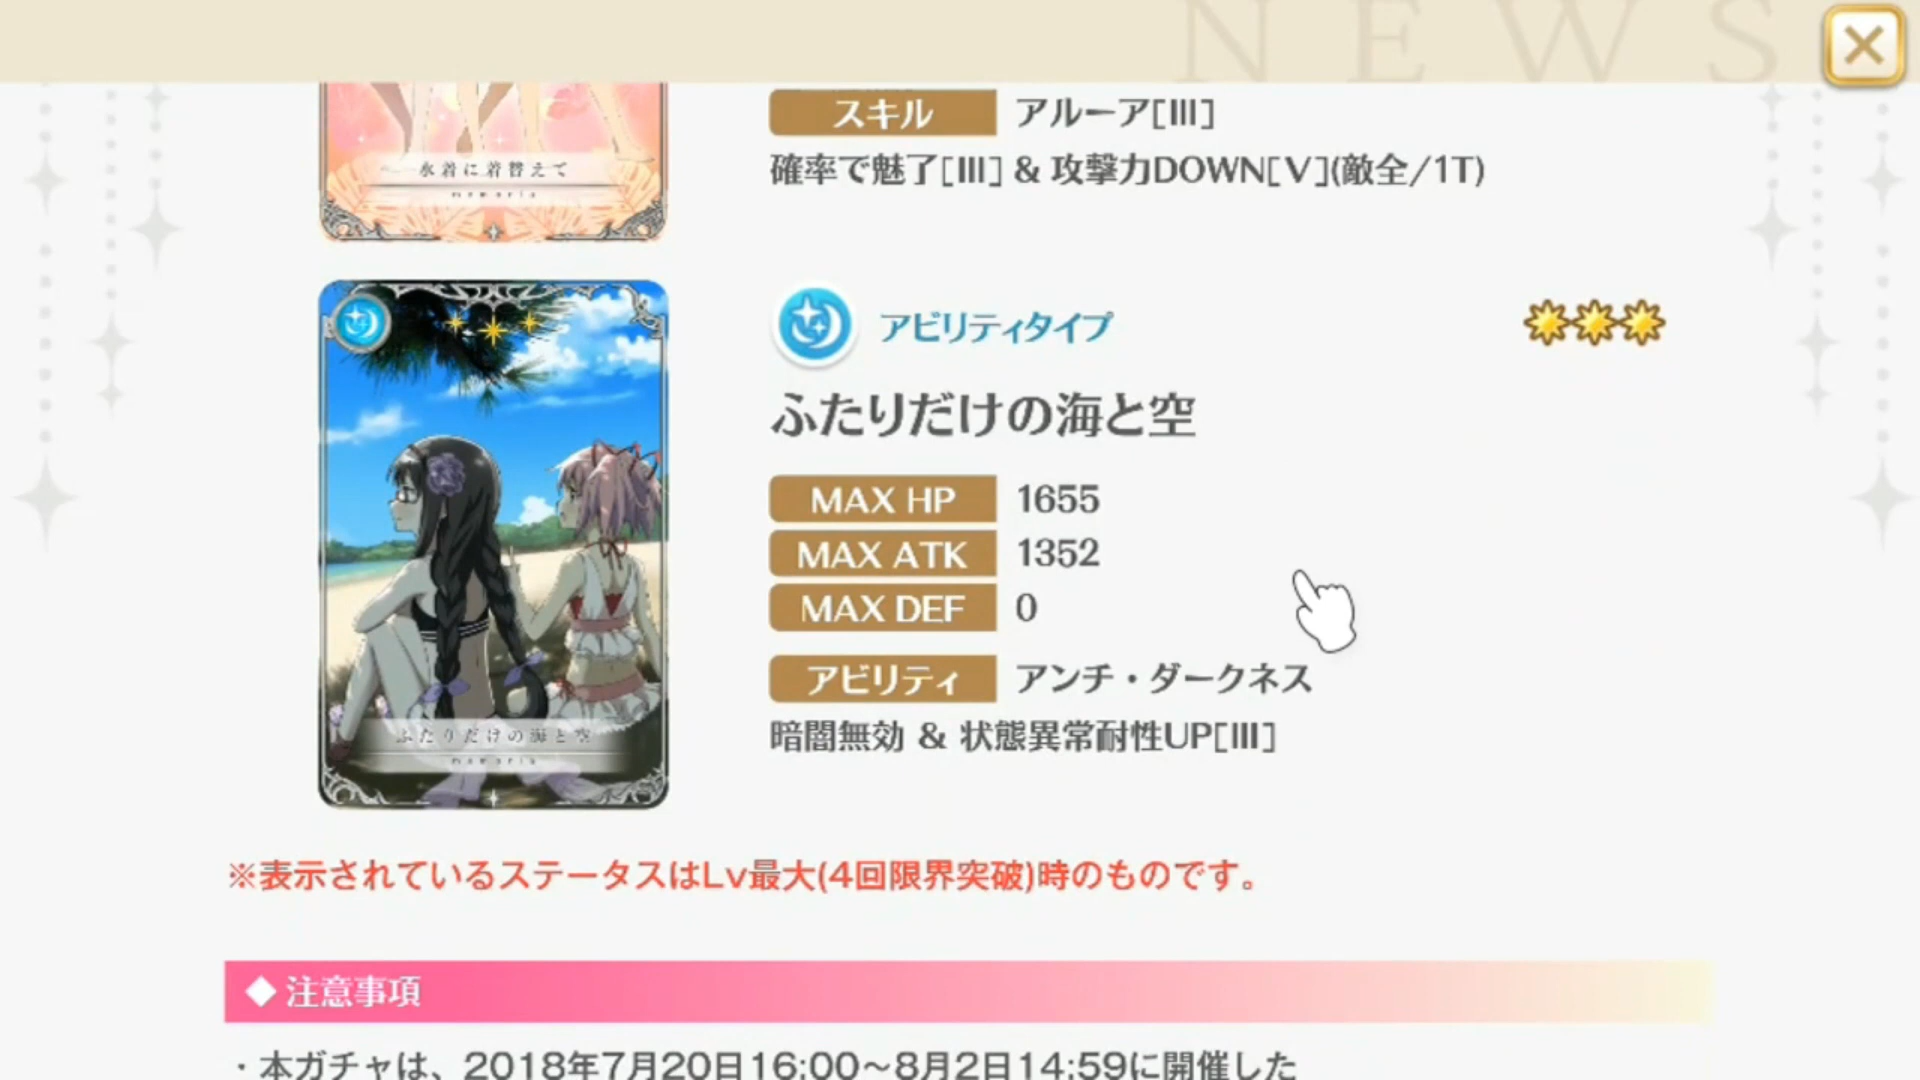 NEWS
スキル アルーア[Ⅲ]
確率で魅了[Ⅲ] & 攻撃力DOWN[Ⅴ](敵全/1T)
水着に着替えて
memoria
アビリティタイプ
ふたりだけの海と空
MAX HP 1655
MAX ATK 1352
MAX DEF 0
アビリティ アンチ・ダークネス
暗闇無効 & 状態異常耐性UP[Ⅲ]
ふたりだけの海と空
memoria
※表示されているステータスはLv最大(4回限界突破)時のものです。
◆注意事項
・本ガチャは、2018年7月20日16:00～8月2日14:59に開催した